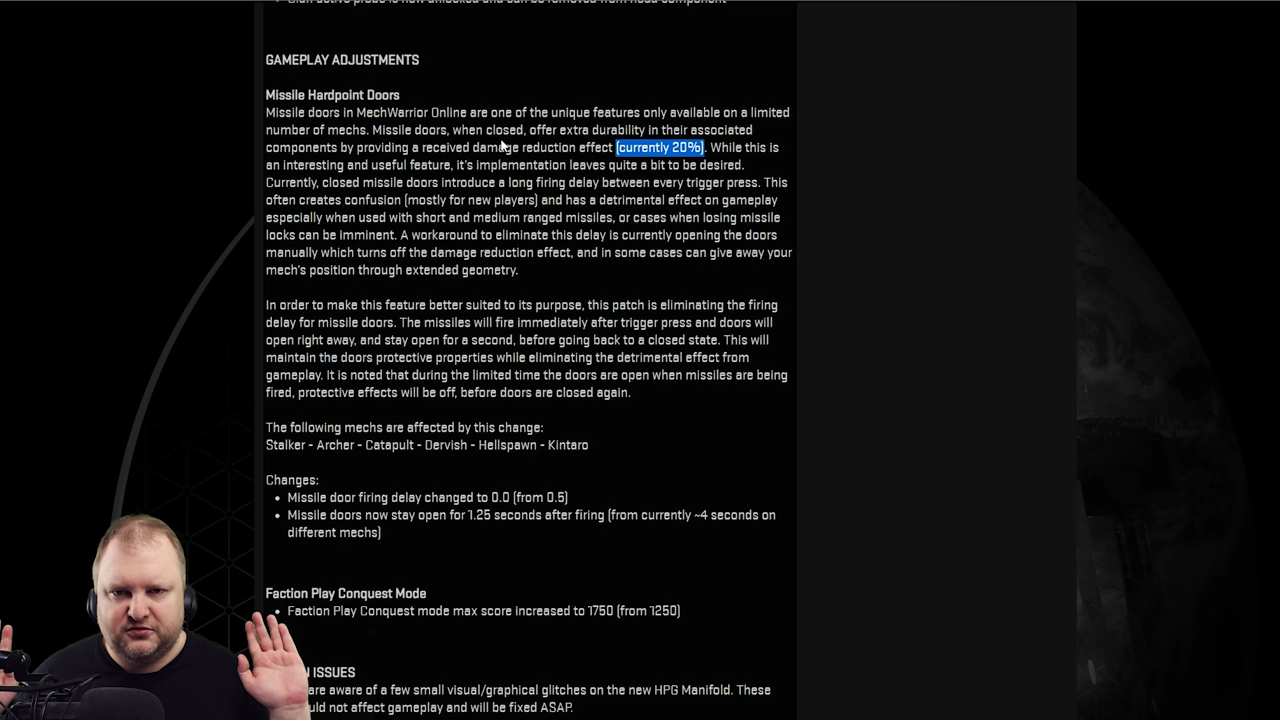 GAMEPLAY ADJUSTMENTS
Missile Hardpoint Doors
Missile doors in MechWarrior Online are one of the unique features only available on a limited
number of mechs. Missile doors, when closed, offer extra durability in their associated
components by providing a received damage reduction effect (currently 20%). While this is
an interesting and useful feature, it's implementation leaves quite a bit to be desired.
Currently, closed missile doors introduce a long firing delay between every trigger press. This
often creates confusion (mostly for new players) and has a detrimental effect on gameplay
especially when used with short and medium ranged missiles, or cases when losing missile
locks can be imminent. A workaround to eliminate this delay is currently opening the doors
manually which turns off the damage reduction effect, and in some cases can give away your
mech's position through extended geometry.
In order to make this feature better suited to its purpose, this patch is eliminating the firing
delay for missile doors. The missiles will fire immediately after trigger press and doors will
open right away, and stay open for a second, before going back to a closed state. This will
maintain the doors protective properties while eliminating the detrimental effect from
gameplay. It is noted that during the limited time the doors are open when missiles are being
fired, protective effects will be off, before doors are closed again.
The following mechs are affected by this change:
Stalker - Archer - Catapult - Dervish - Hellspawn - Kintaro
Changes:
• Missile door firing delay changed to 0.0 (from 0.5)
• Missile doors now stay open for 1.25 seconds after firing (from currently ~4 seconds on
different mechs)
Faction Play Conquest Mode
• Faction Play Conquest mode max score increased to 1750 (from 1250)
ISSUES
are aware of a few small visual/graphical glitches on the new HPG Manifold. These
not affect gameplay and will be fixed ASAP.